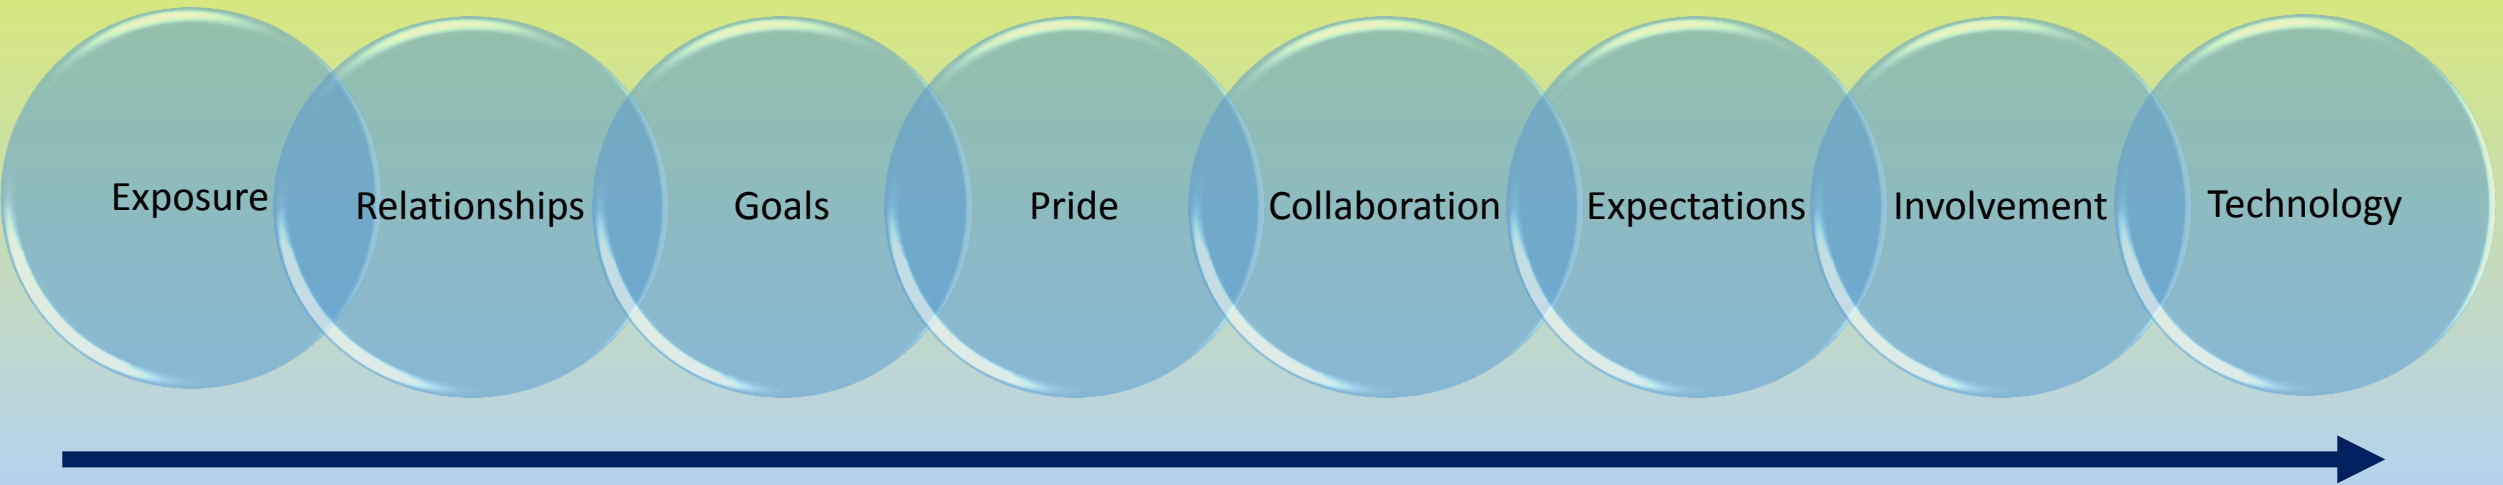 Exposure
Relationships
Goals
Pride
Collaboration
Expectations
Involvement
Technology